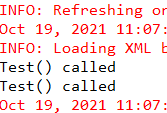 INFO: Refreshing or
Oct 19, 2021 11:07:
INFO: Loading XML b
Test() called
Test() called
Oct 19, 2021 11:07: